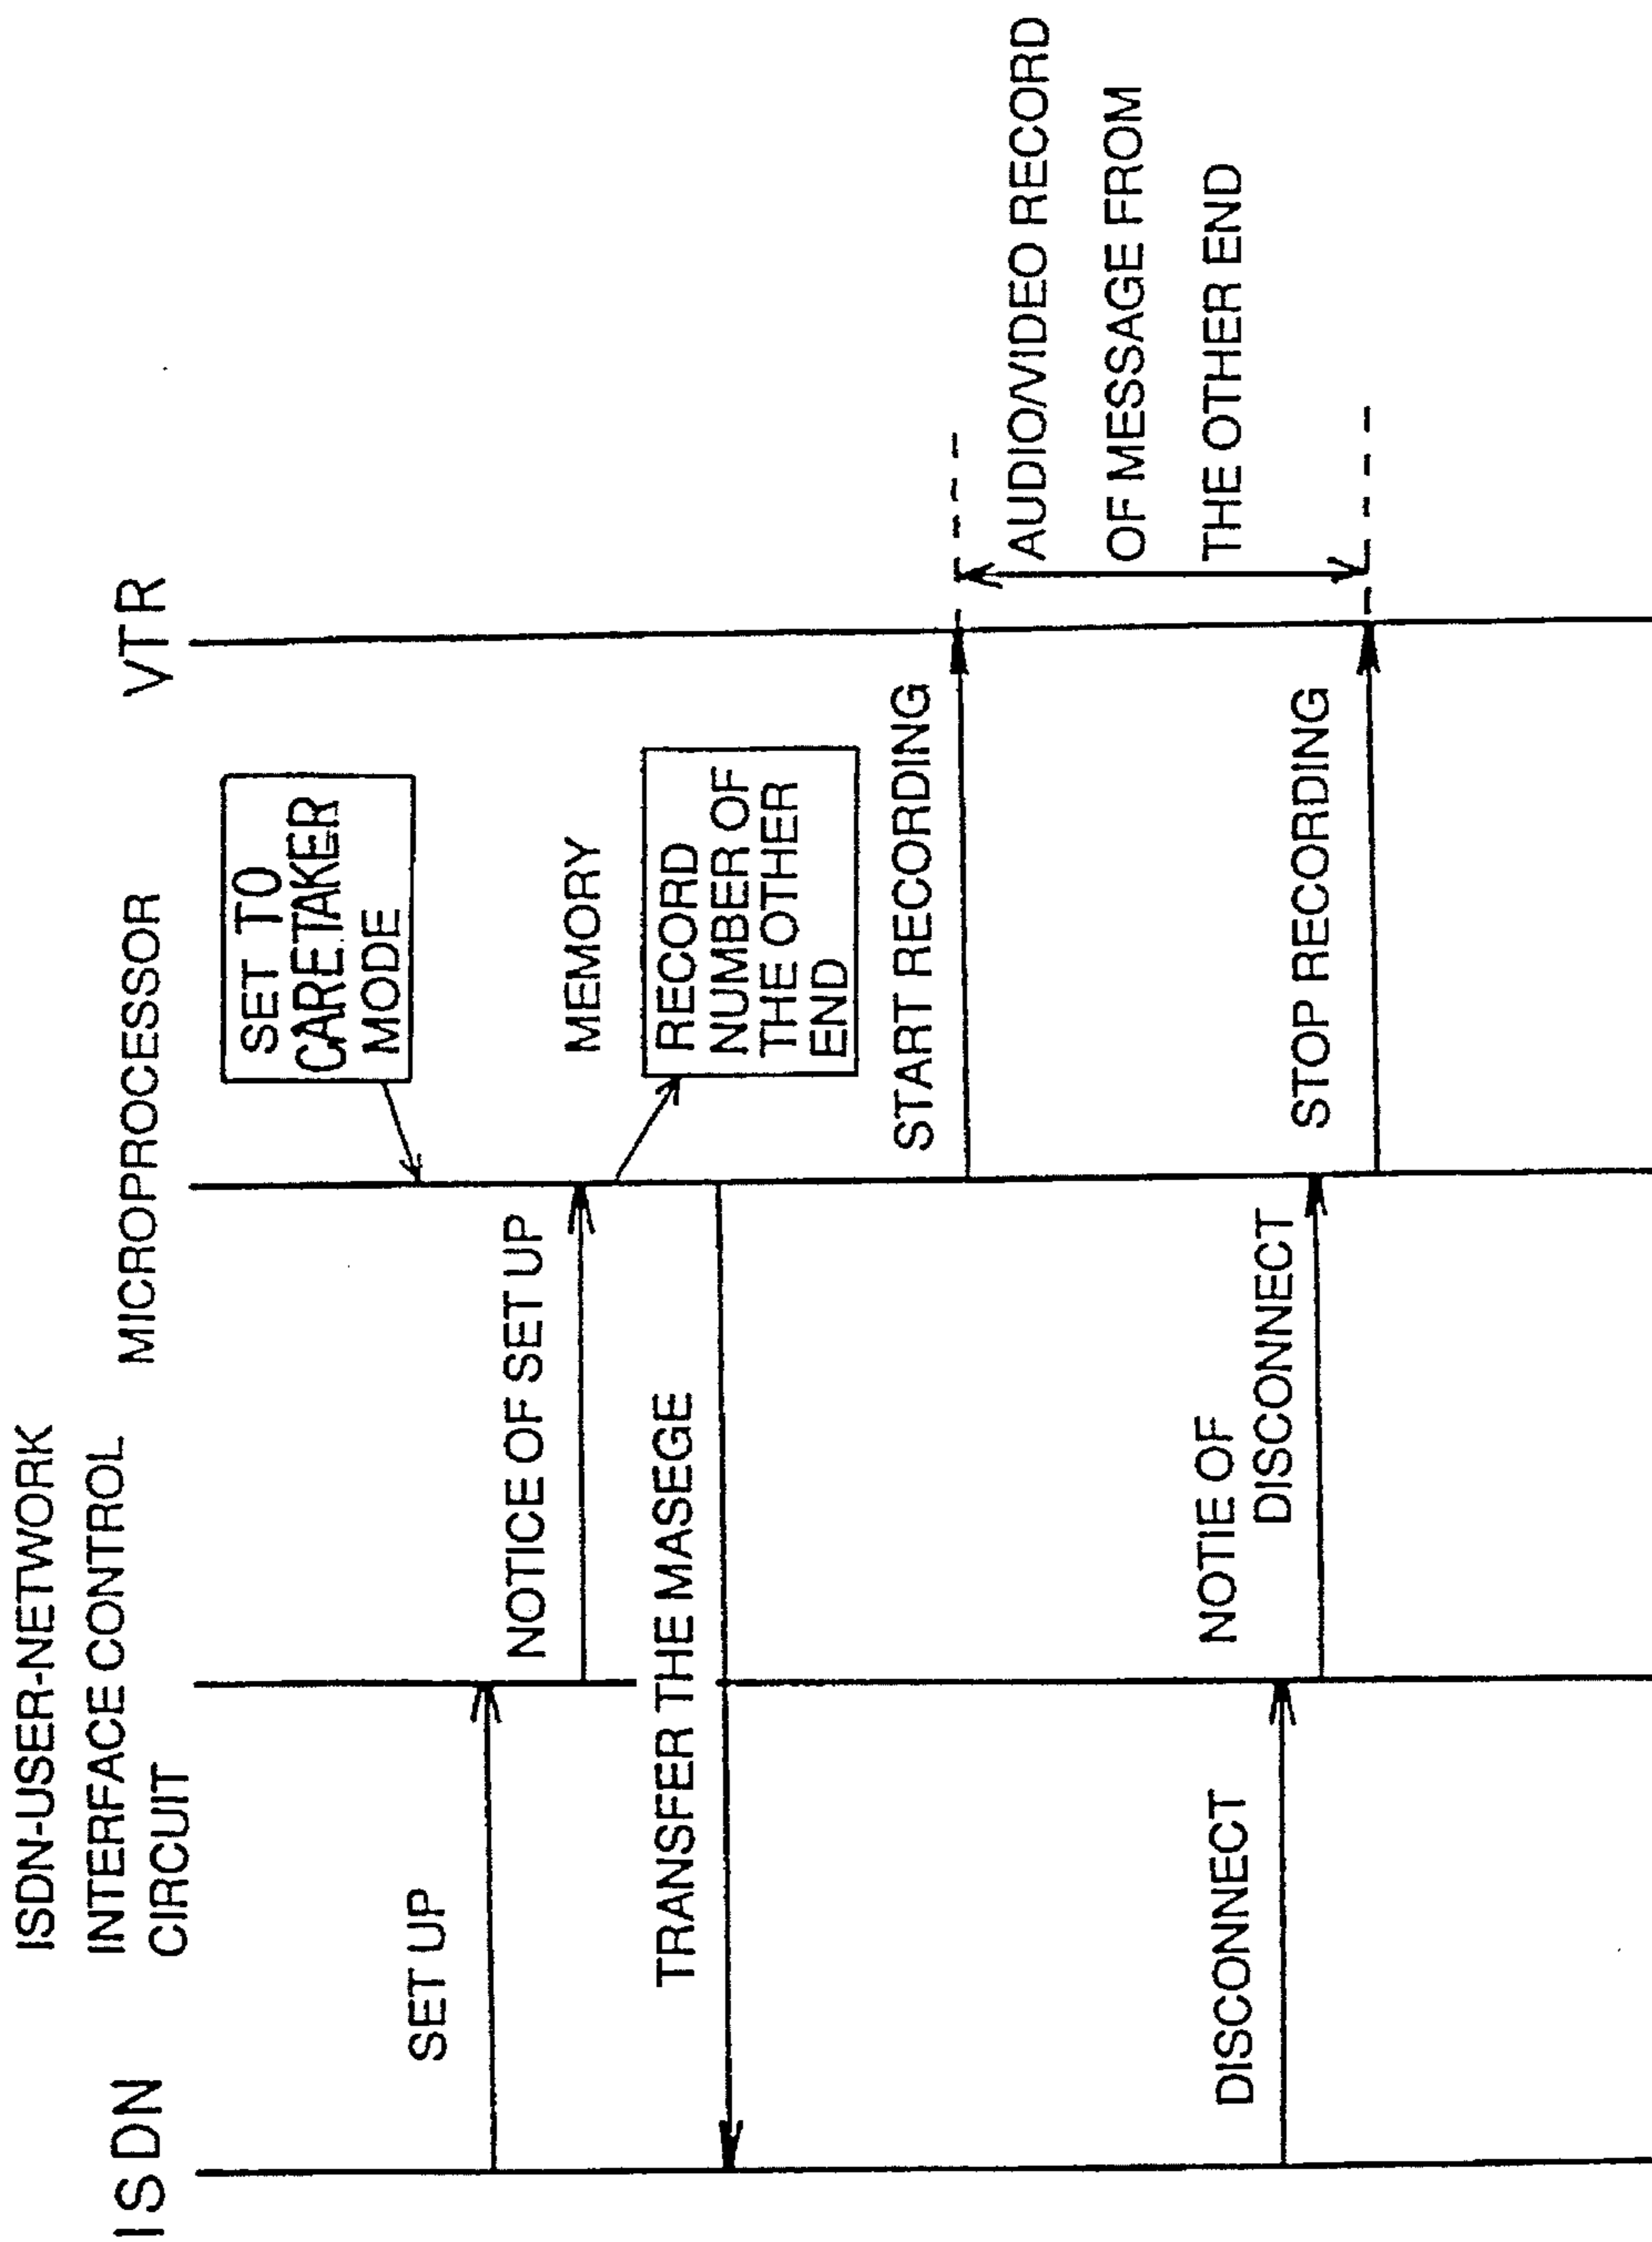 ISDN
ISDN-USER-NETWORK
INTERFACE CONTROL
CIRCUIT
MICROPROCESSOR
VTR
SET TO
CARETAKER
MODE
SET UP
NOTICE OF SET UP
MEMORY
RECORD
NUMBER OF
THE OTHER
END
TRANSFER THE MASEGE
START RECORDING
AUDIO/VIDEO RECORD
OF MESSAGE FROM
THE OTHER END
DISCONNECT
NOTIE OF
DISCONNECT
STOP RECORDING